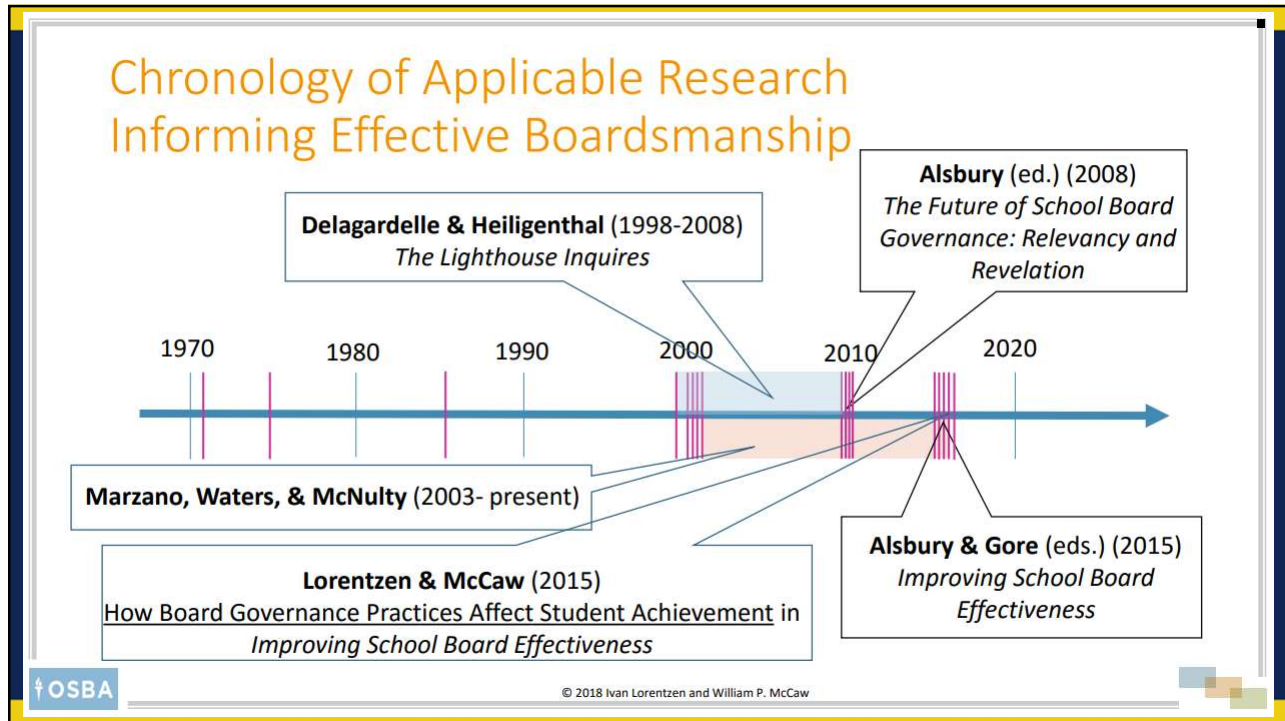 Chronology of Applicable Research
Informing Effective Boardsmanship
Alsbury (ed.) (2008)
The Future of School Board
Governance: Relevancy and
Revelation
Delagardelle & Heiligenthal (1998-2008)
The Lighthouse Inquires
1970
1980
1990
2000
2010
2020
Marzano, Waters, & McNulty (2003- present)
Lorentzen & McCaw (2015)
How Board Governance Practices Affect Student Achievement in
Improving School Board Effectiveness
Alsbury & Gore (eds.) (2015)
Improving School Board
Effectiveness
OSBA
© 2018 Ivan Lorentzen and William P. McCaw